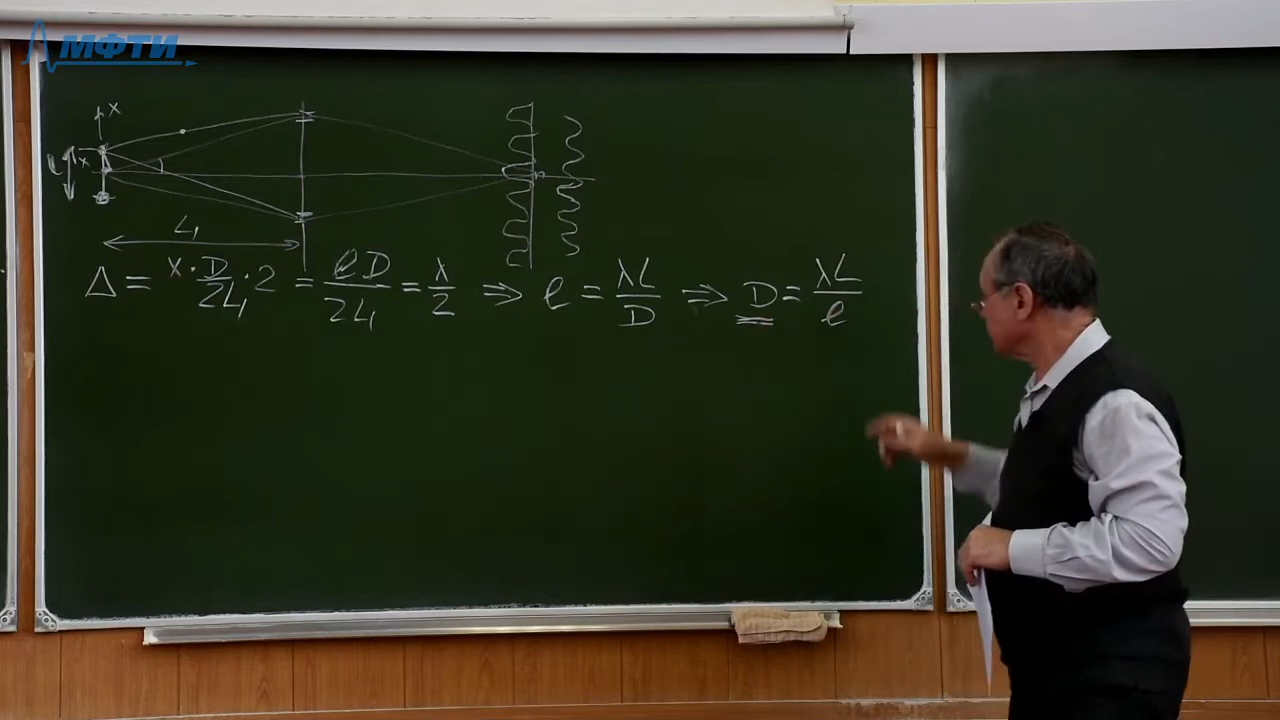 МФТИ
x
l
x
L₁
Δ = x · D/2L₁ · 2 = ℓD/2L₁ = λ/2 ⇒ ℓ = λL/D ⇒ D = λL/ℓ